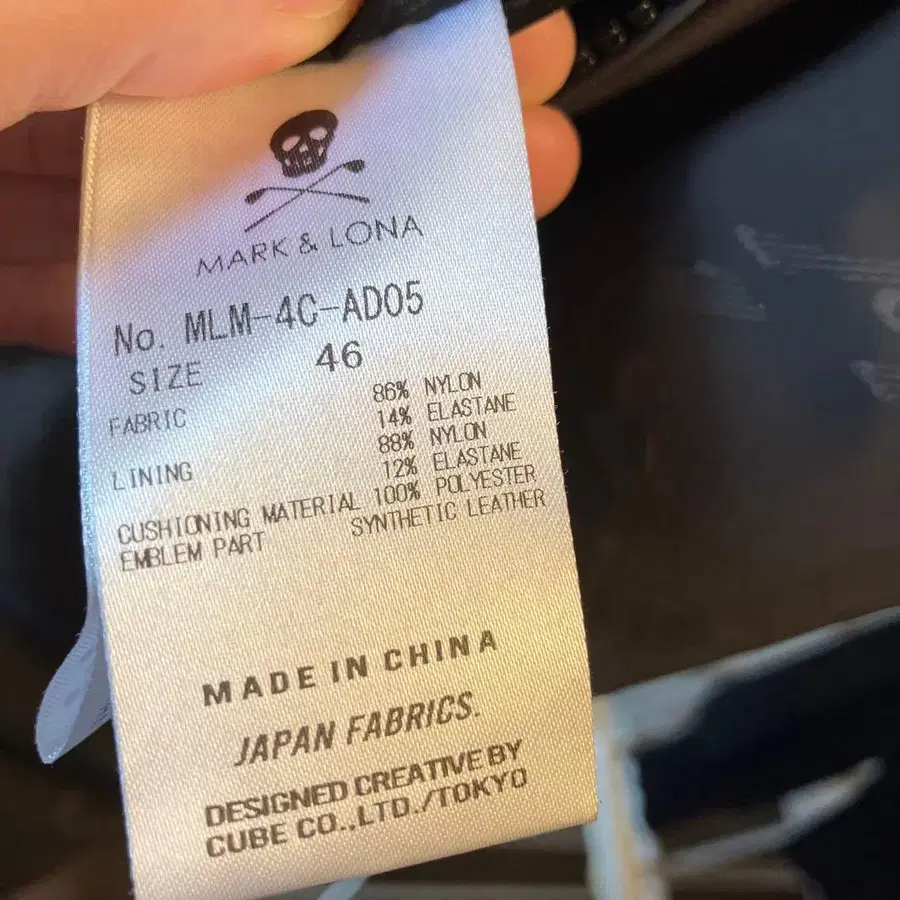 MARK & LONA
No. MLM-4C-AD05
SIZE 46
FABRIC 86% NYLON
14% ELASTANE
LINING 88% NYLON
12% ELASTANE
CUSHIONING MATERIAL 100% POLYESTER
EMBLEM PART SYNTHETIC LEATHER
MADE IN CHINA
JAPAN FABRICS.
DESIGNED CREATIVE BY
CUBE CO.,LTD./TOKYO